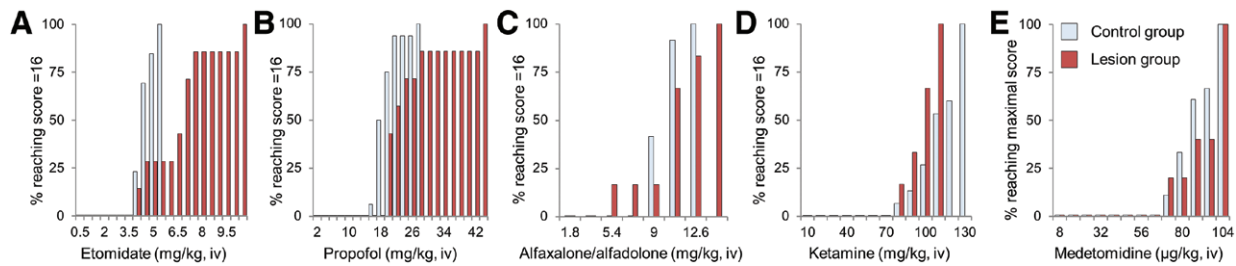 A
% reaching score =16
100
75
50
25
0
0.5 2 3.5 5 6.5 8 9.5
Etomidate (mg/kg, iv)
B
% reaching score =16
100
75
50
25
0
2 10 18 26 34 42
Propofol (mg/kg, iv)
C
% reaching score =16
100
75
50
25
0
1.8 5.4 9 12.6
Alfaxalone/alfadolone (mg/kg, iv)
D
% reaching score =16
100
75
50
25
0
10 40 70 100 130
Ketamine (mg/kg, iv)
E
% reaching maximal score
100
75
50
25
0
8 32 56 80 104
Medetomidine (µg/kg, iv)
Control group
Lesion group